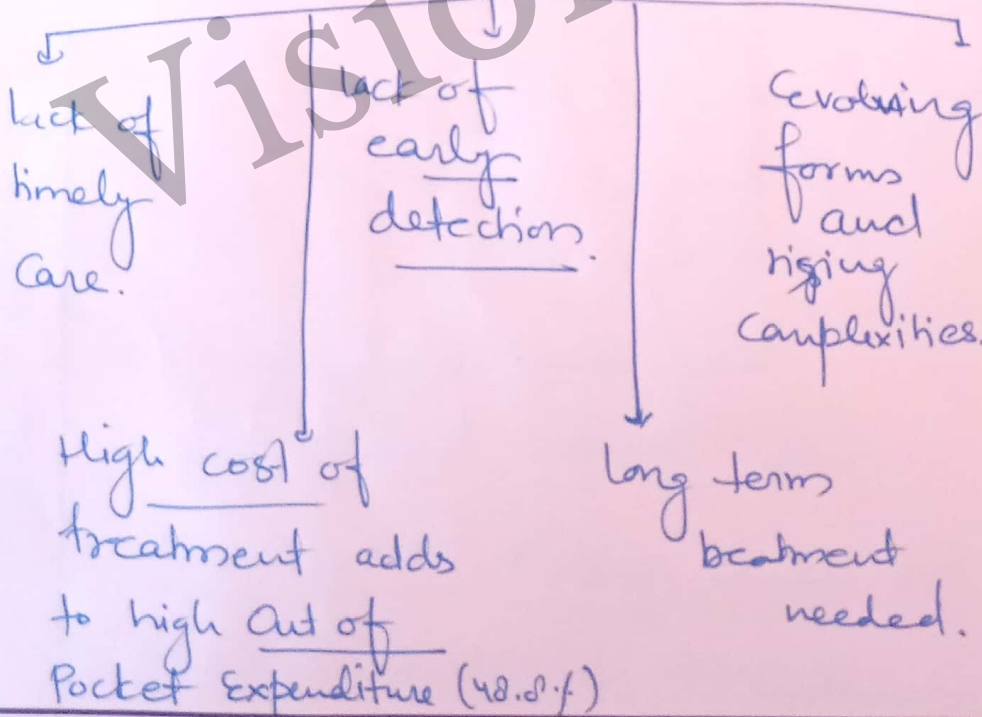 Vision
lack of
timely
Care.
lack of
early
detection.
Evolving
forms
and
rising
Complexities.
High cost of
treatment adds
to high Out of
Pocket Expenditure (48.8%)
long term
treatment
needed.